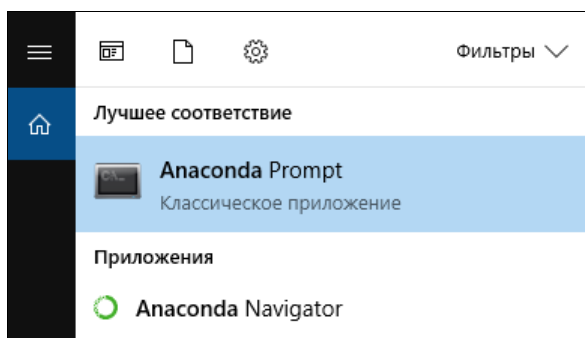 Фильтры
Лучшее соответствие
C:\_
Anaconda Prompt
Классическое приложение
Приложения
Anaconda Navigator